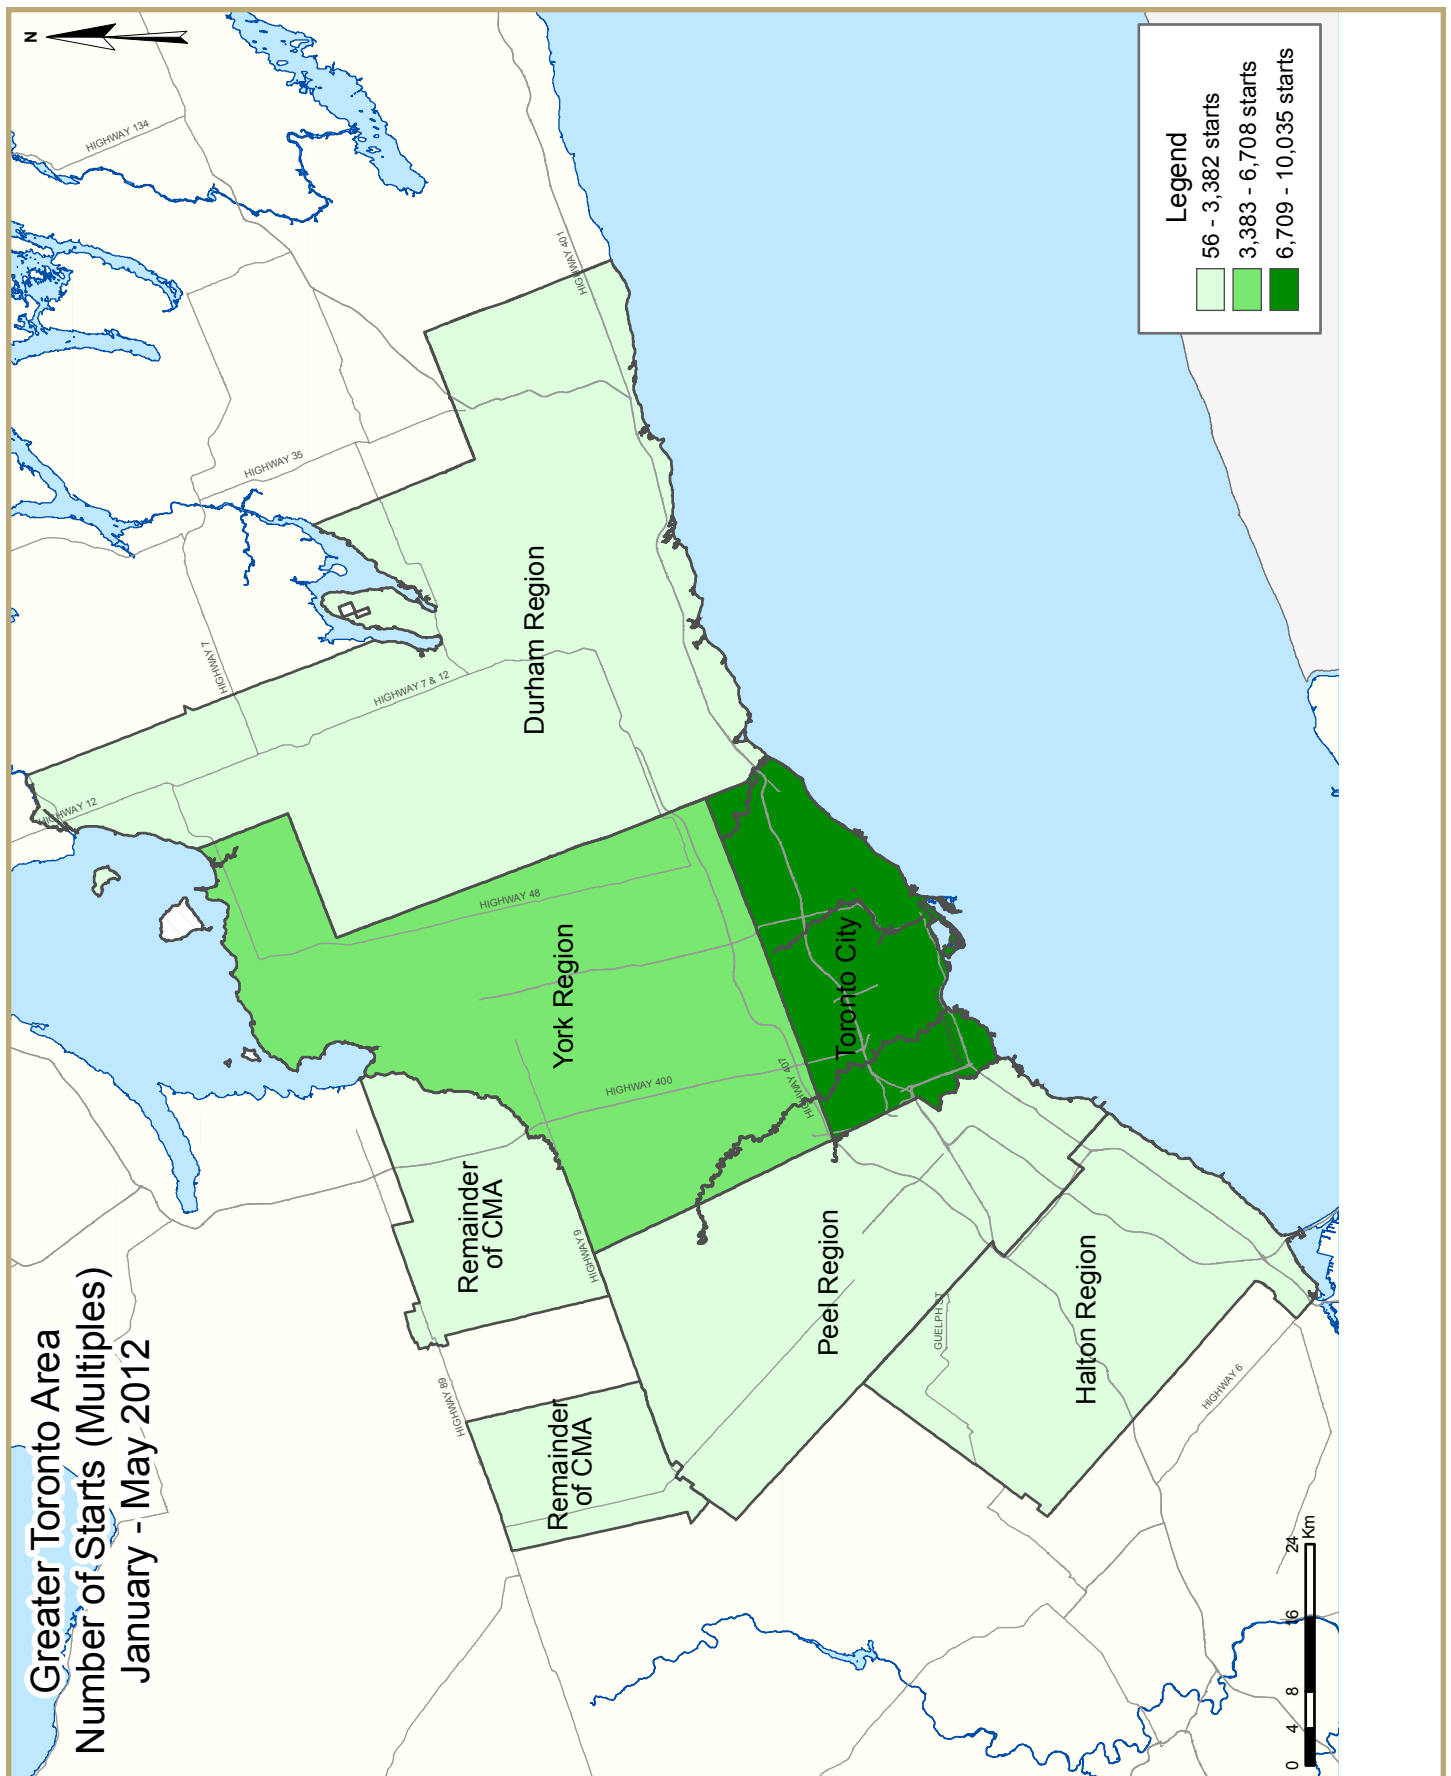 Greater Toronto Area
Number of Starts (Multiples)
January - May 2012
N
HIGHWAY 134
HIGHWAY 401
HIGHWAY 35
HIGHWAY 7
HIGHWAY 7 & 12
HIGHWAY 12
Durham Region
HIGHWAY 48
York Region
HIGHWAY 400
HIGHWAY 407
Toronto City
Remainder
of CMA
HIGHWAY 9
HIGHWAY 89
Remainder
of CMA
Peel Region
GUELPH ST
Halton Region
HIGHWAY 6
Legend
56 - 3,382 starts
3,383 - 6,708 starts
6,709 - 10,035 starts
0 4 8 16 24
Km